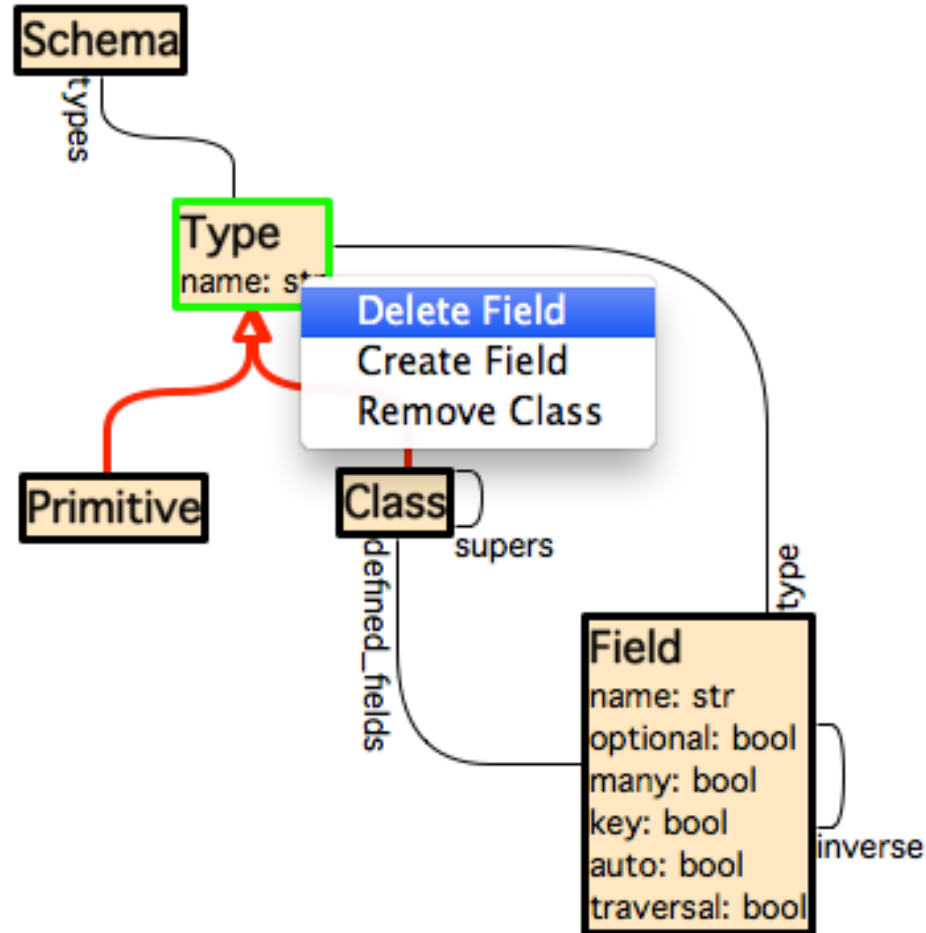 Schema
types
Type
name: str
Delete Field
Create Field
Remove Class
Primitive
Class
supers
defined_fields
type
Field
name: str
optional: bool
many: bool
key: bool
auto: bool
traversal: bool
inverse